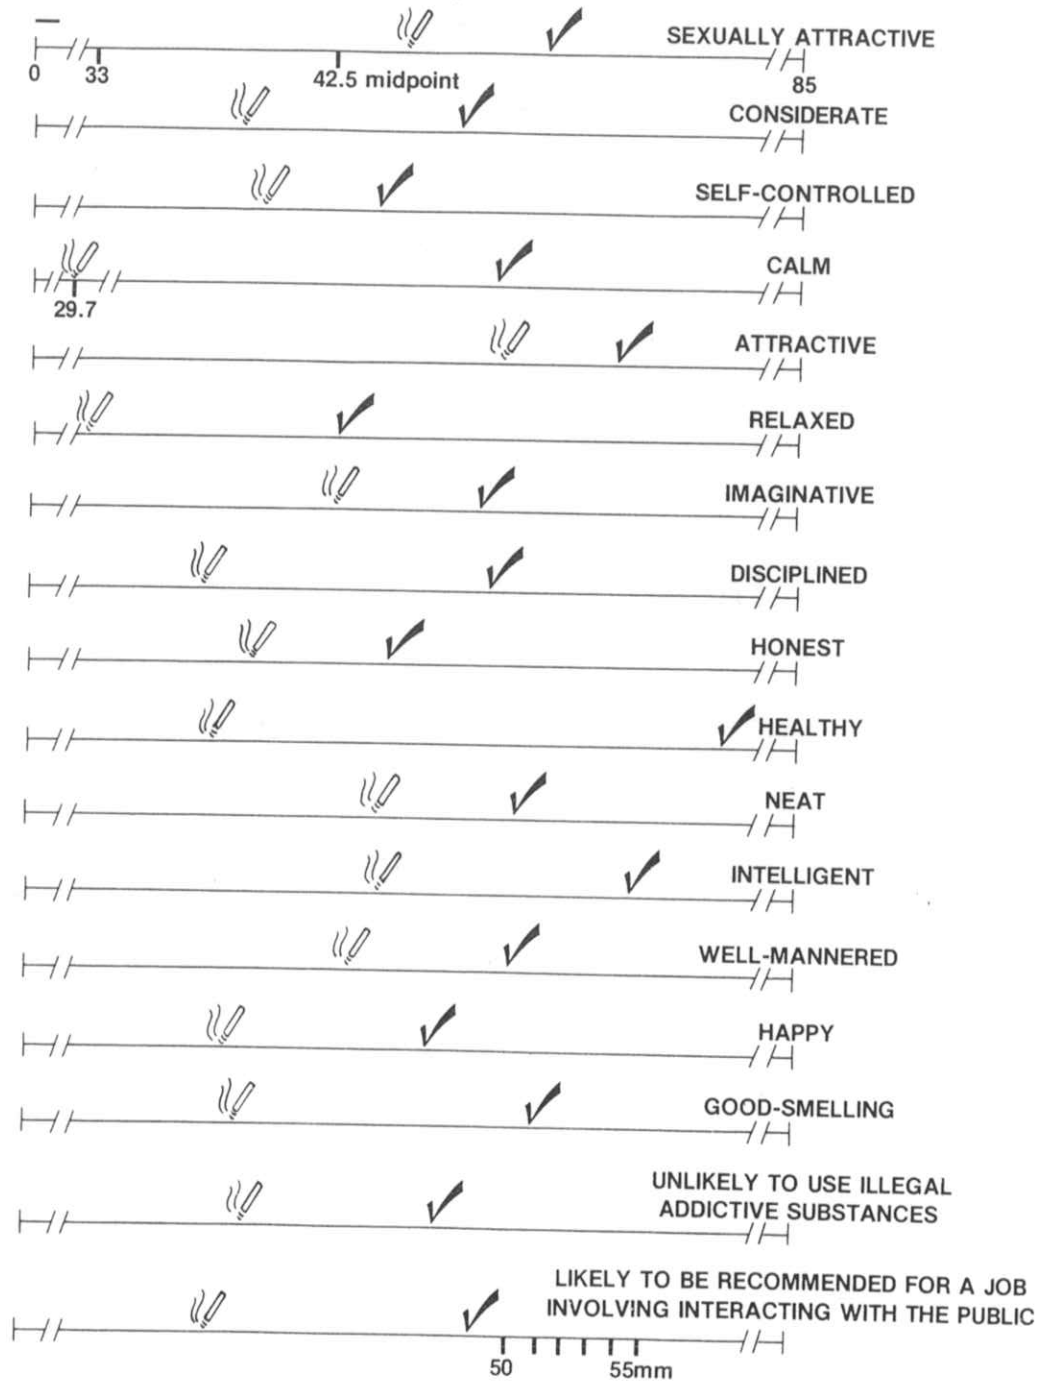 SEXUALLY ATTRACTIVE
0 33 42.5 midpoint 85
CONSIDERATE
SELF-CONTROLLED
CALM
29.7
ATTRACTIVE
RELAXED
IMAGINATIVE
DISCIPLINED
HONEST
HEALTHY
NEAT
INTELLIGENT
WELL-MANNERED
HAPPY
GOOD-SMELLING
UNLIKELY TO USE ILLEGAL
ADDICTIVE SUBSTANCES
LIKELY TO BE RECOMMENDED FOR A JOB
INVOLVING INTERACTING WITH THE PUBLIC
50 55mm